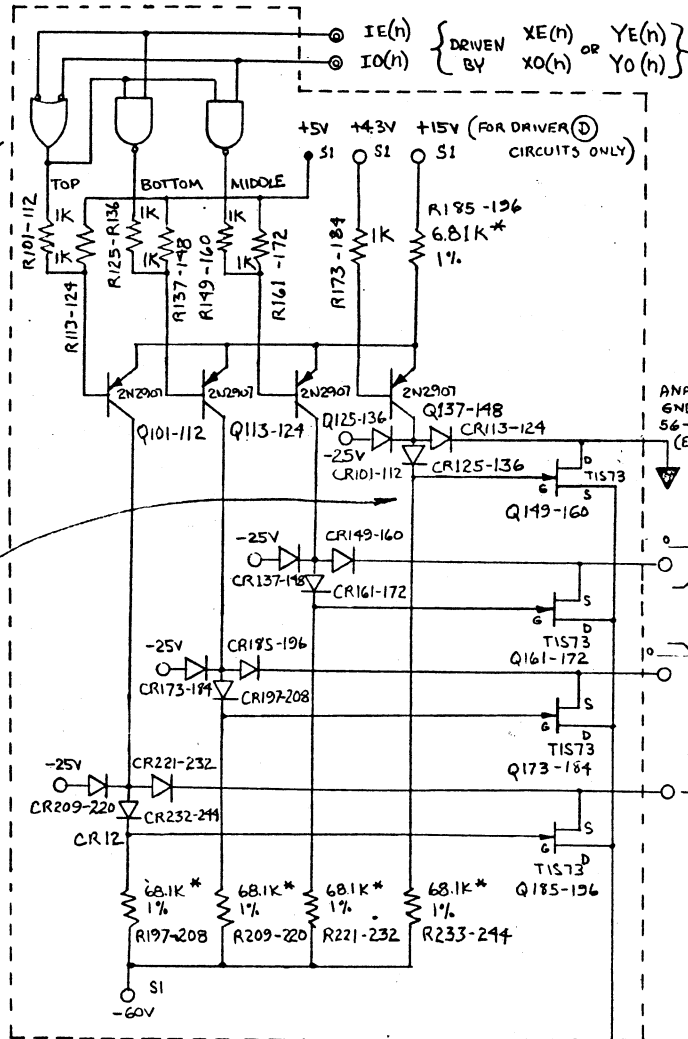 IE(n) { DRIVEN XE(n) OR YE(n) }
IO(n) BY XO(n) YO(n)
+5V +4.3V +15V (FOR DRIVER D
S1 S1 S1 CIRCUITS ONLY)
TOP BOTTOM MIDDLE
R101-112 1K 1K
R113-124
R125-R136 1K 1K
R137-148
R149-160 1K 1K
R161-172
R173-184 1K
R185-196
6.81K*
1%
2N2907 2N2907 2N2907 2N2907
Q101-112 Q113-124 Q125-136 Q137-148
CR113-124
-25V
CR101-112 CR125-136
D
TIS73
G S
Q149-160
-25V CR149-160
CR137-148 CR161-172
S
G D
TIS73
Q161-172
-25V CR185-196
CR173-184 CR197-208
S
G D
TIS73
Q173-184
-25V CR221-232
CR209-220 CR232-244
CR12
S
G D
TIS73
Q185-196
68.1K* 68.1K* 68.1K* 68.1K*
1% 1% 1% 1%
R197-208 R209-220 R221-232 R233-244
S1
-60V
GND